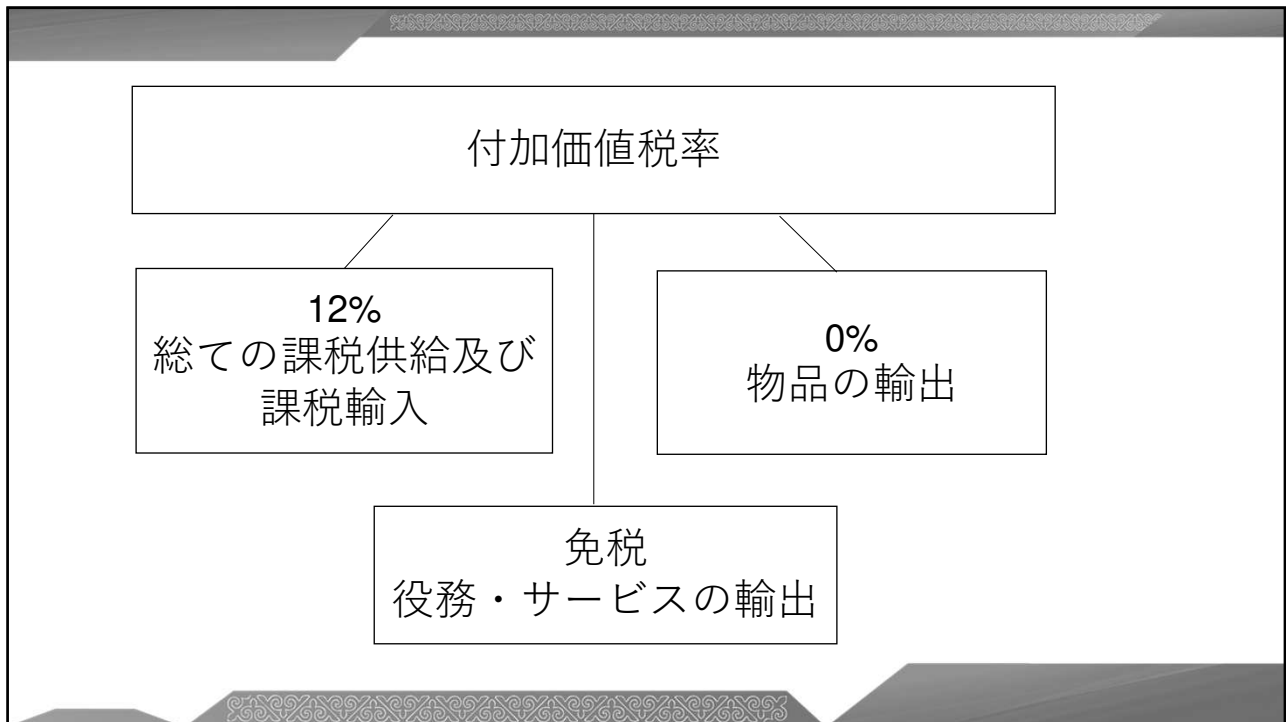 付加価値税率
12%
総ての課税供給及び
課税輸入
0%
物品の輸出
免税
役務・サービスの輸出